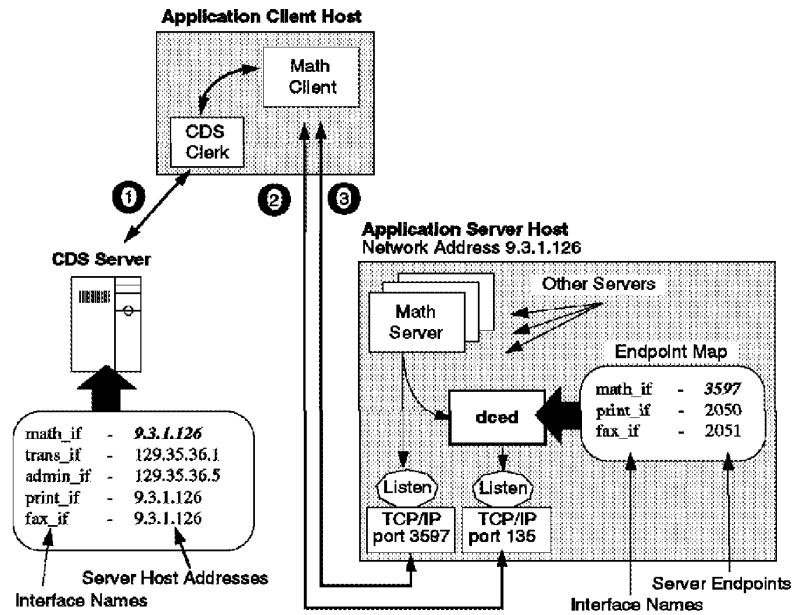 Application Client Host
Math
Client
CDS
Clerk
1
2
3
CDS Server
Application Server Host
Network Address 9.3.1.126
Other Servers
Math
Server
Endpoint Map
math_if - 3597
print_if - 2050
fax_if - 2051
dced
math_if - 9.3.1.126
trans_if - 129.35.36.1
admin_if - 129.35.36.5
print_if - 9.3.1.126
fax_if - 9.3.1.126
Listen
Listen
TCP/IP
port 3597
TCP/IP
port 135
Server Host Addresses
Interface Names
Server Endpoints
Interface Names